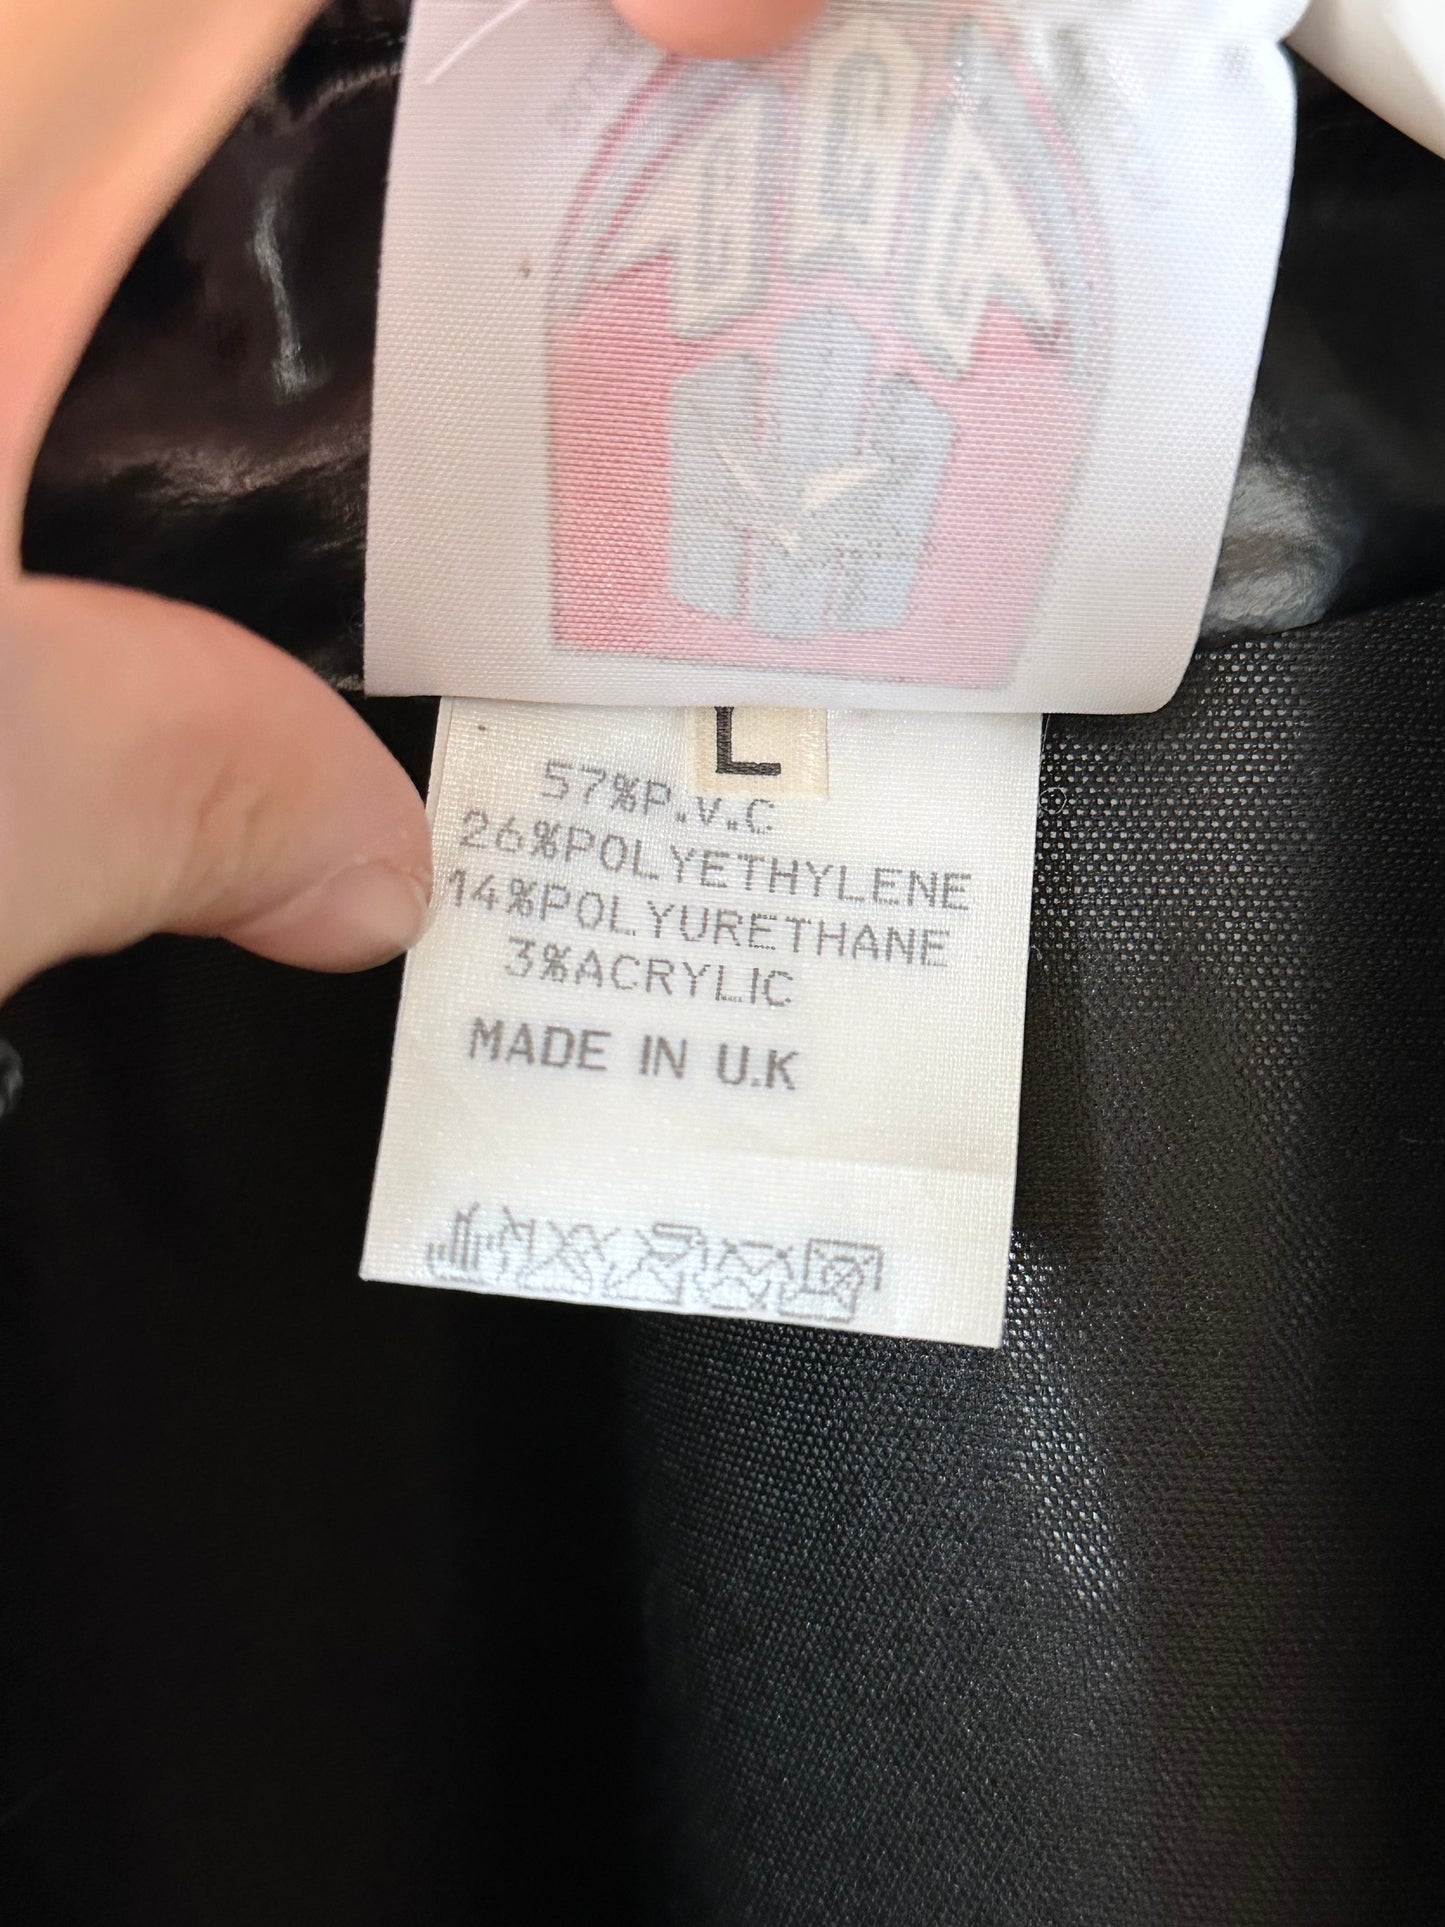 L
57%P.V.C
26%POLYETHYLENE
14%POLYURETHANE
3%ACRYLIC
MADE IN U.K